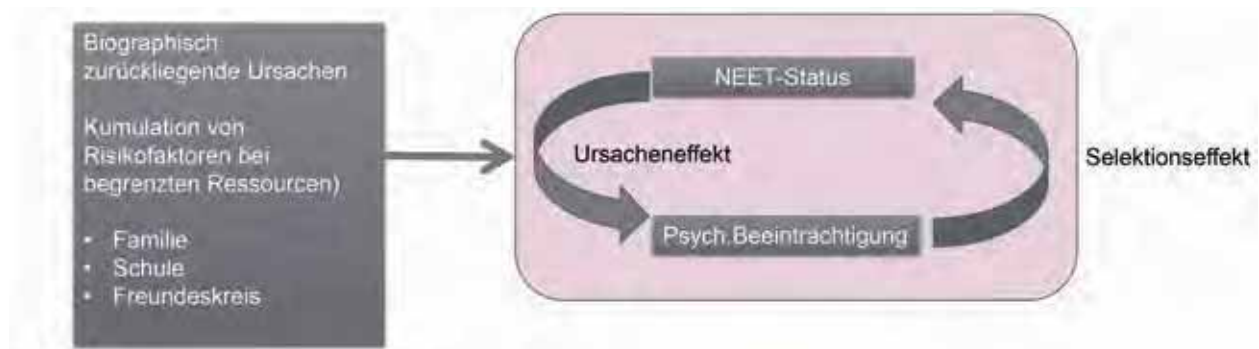 Biographisch
zurückliegende Ursachen
Kumulation von
Risikofaktoren bei
begrenzten Ressourcen)
• Familie
• Schule
• Freundeskreis
NEET-Status
Ursacheneffekt
Psych.Beeinträchtigung
Selektionseffekt